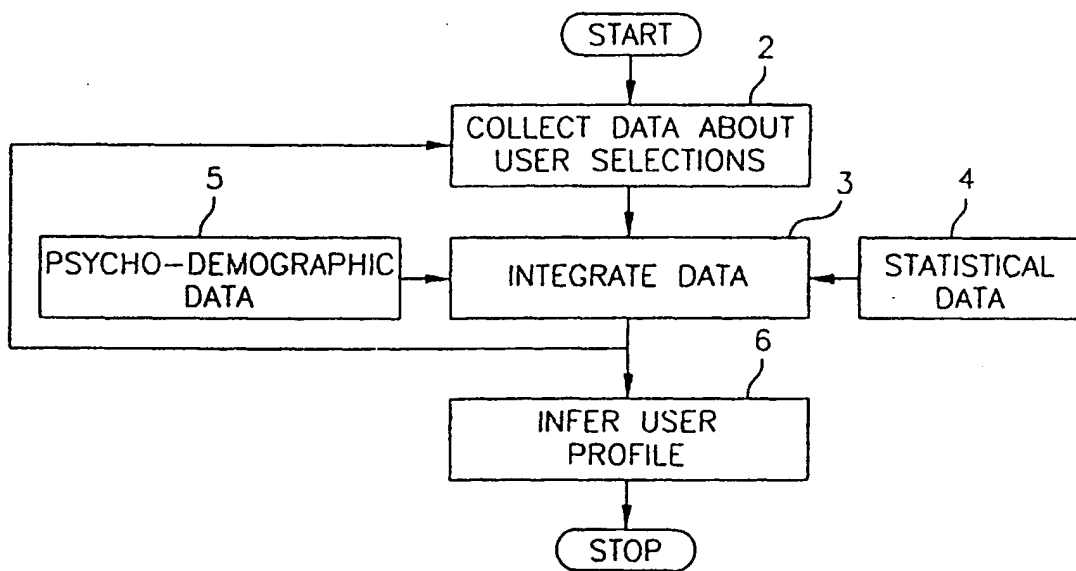 START
2
COLLECT DATA ABOUT
USER SELECTIONS
5
3
4
PSYCHO-DEMOGRAPHIC
DATA
INTEGRATE DATA
STATISTICAL
DATA
6
INFER USER
PROFILE
STOP